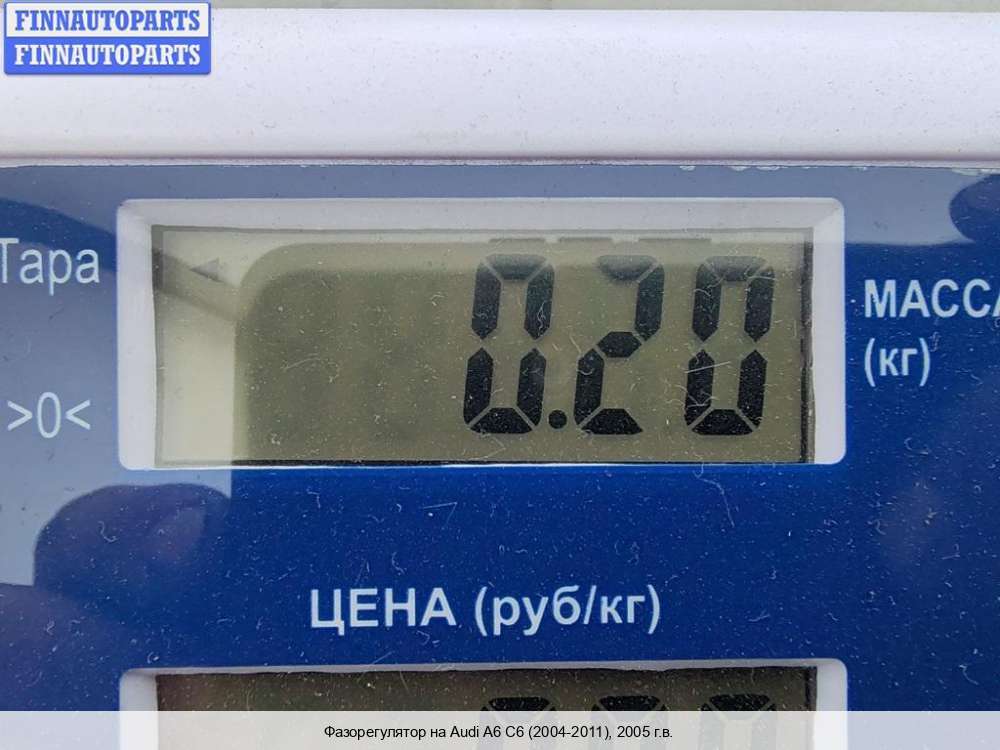 FINNAUTOPARTS
FINNAUTOPARTS
Тара
>0<
0.20
МАССА
(кг)
ЦЕНА (руб/кг)
Фазорегулятор на Audi A6 C6 (2004-2011), 2005 г.в.